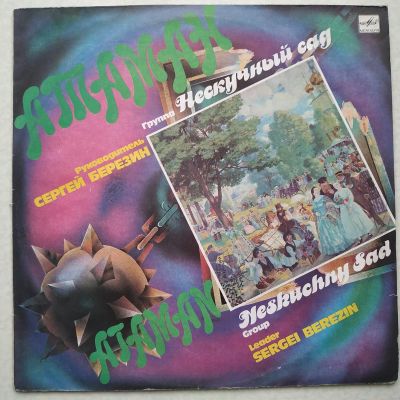 АТАМАН
Группа Нескучный сад
Руководитель
СЕРГЕЙ БЕРЕЗИН
ATAMAN
Neskuchny Sad
Group
Leader
SERGEI BEREZIN